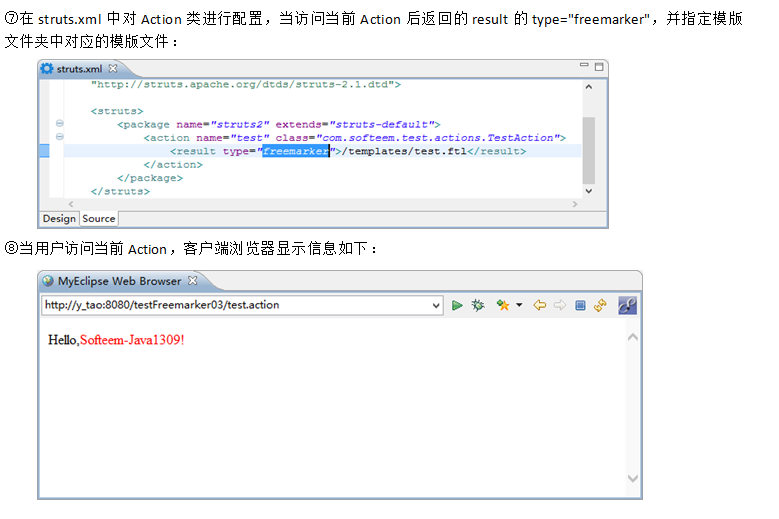 ⑦在 struts.xml 中对 Action 类进行配置，当访问当前 Action 后返回的 result 的 type="freemarker"，并指定模版
文件夹中对应的模版文件：
struts.xml
"http://struts.apache.org/dtds/struts-2.1.dtd">
<struts>
<package name="struts2" extends="struts-default">
<action name="test" class="com.softeem.test.actions.TestAction">
<result type="freemarker">/templates/test.ftl</result>
</action>
</package>
</struts>
Design Source
⑧当用户访问当前 Action，客户端浏览器显示信息如下：
MyEclipse Web Browser
http://y_tao:8080/testFreemarker03/test.action
Hello,Softeem-Java1309!